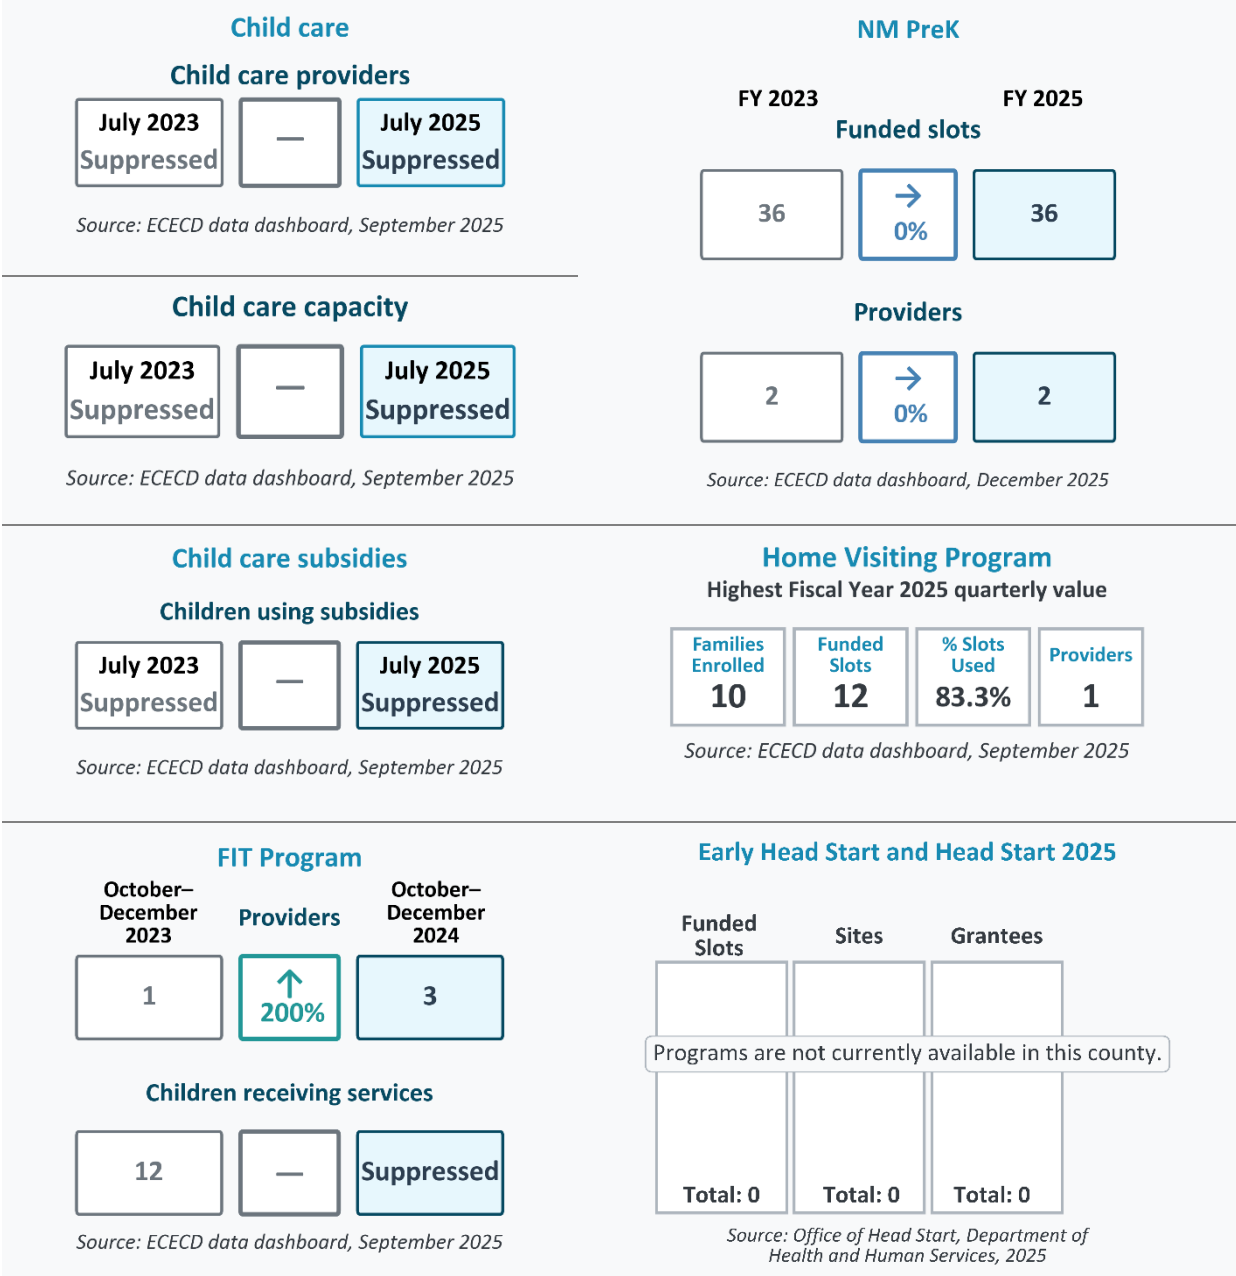 Child care
Child care providers
July 2023
Suppressed
—
July 2025
Suppressed
Source: ECECD data dashboard, September 2025
Child care capacity
July 2023
Suppressed
—
July 2025
Suppressed
Source: ECECD data dashboard, September 2025
NM PreK
FY 2023
FY 2025
Funded slots
36
→
0%
36
Providers
2
→
0%
2
Source: ECECD data dashboard, December 2025
Child care subsidies
Children using subsidies
July 2023
Suppressed
—
July 2025
Suppressed
Source: ECECD data dashboard, September 2025
Home Visiting Program
Highest Fiscal Year 2025 quarterly value
Families
Enrolled
10
Funded
Slots
12
% Slots
Used
83.3%
Providers
1
Source: ECECD data dashboard, September 2025
FIT Program
October–
December
2023
Providers
October–
December
2024
1
↑
200%
3
Children receiving services
12
—
Suppressed
Source: ECECD data dashboard, September 2025
Early Head Start and Head Start 2025
Funded
Slots
Sites
Grantees
Programs are not currently available in this county.
Total: 0
Total: 0
Total: 0
Source: Office of Head Start, Department of
Health and Human Services, 2025